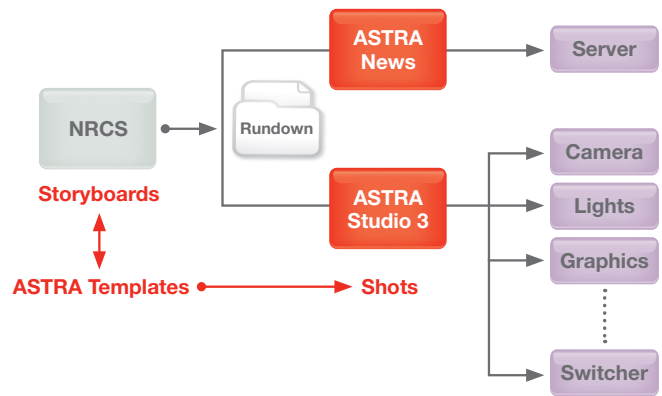 ASTRA
News
Server
NRCS
Rundown
Camera
Storyboards
ASTRA
Studio 3
Lights
Graphics
ASTRA Templates
Shots
Switcher